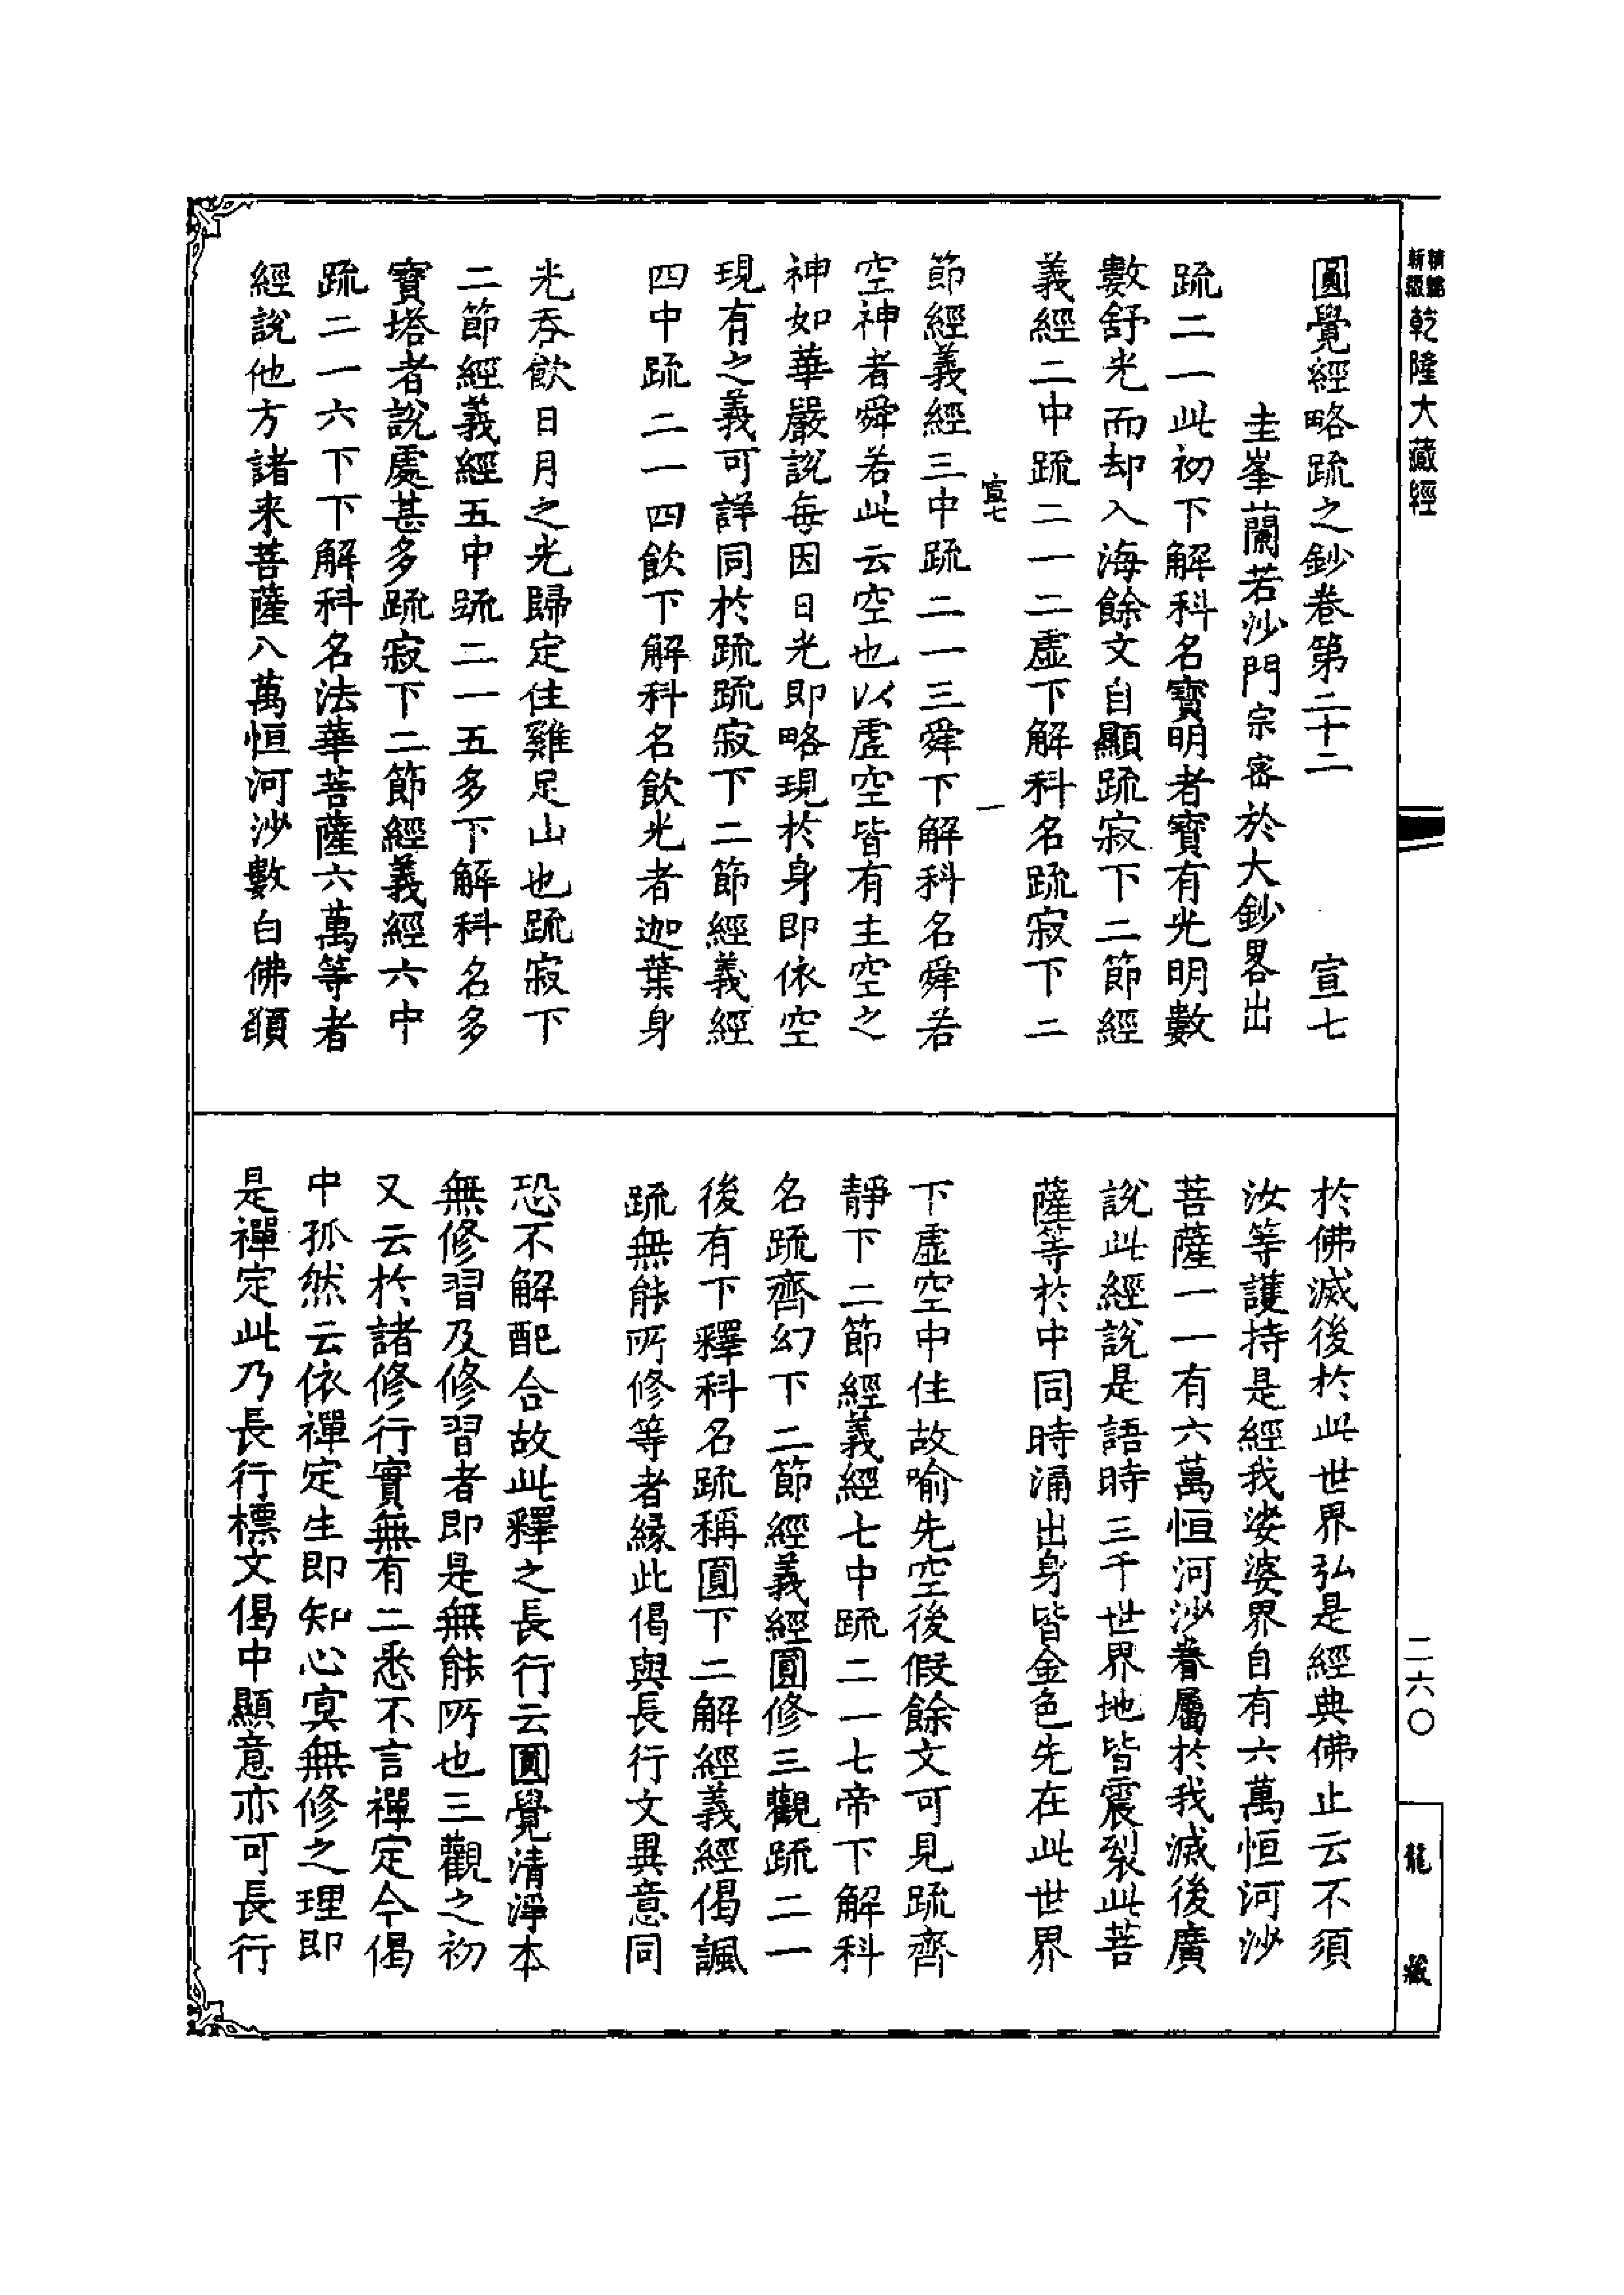 乾隆大藏經
圓覺經略疏之鈔卷第二十二　宣七
圭峯蘭若沙門宗密於大鈔畧出
疏二一此初下解科名寶明者寶有光明數
數舒光而却入海餘文自顯疏寂下二節經
義經二中疏二一二虛下解科名疏寂下二
宣七　一
節經義經三中疏二一三舜下解科名舜若
空神者舜若此云空也以虛空皆有主空之
神如華嚴說每因日光即略現於身即依空
現有之義可詳同於疏疏寂下二節經義經
四中疏二一四飲下解科名飲光者迦葉身
光吞飲日月之光歸定住雞足山也疏寂下
二節經義經五中疏二一五多下解科名多
寶塔者說處甚多疏寂下二節經義經六中
疏二一六下下解科名法華菩薩六萬等者
經說他方諸来菩薩八萬恒河沙數白佛願
於佛滅後於此世界弘是經典佛止云不須
汝等護持是經我娑婆界自有六萬恒河沙
菩薩一一有六萬恒河沙眷屬於我滅後廣
說此經說是語時三千世界地皆震裂此菩
薩等於中同時涌出身皆金色先在此世界
下虛空中住故喻先空後假餘文可見疏齊
靜下二節經義經七中疏二一七帝下解科
名疏齊幻下二節經義經圓修三觀疏二一
後有下釋科名疏稱圓下二解經義經偈諷
疏無能所修等者緣此偈與長行文異意同
恐不解配合故此釋之長行云圓覺清淨本
無修習及修習者即是無能所也三觀之初
又云於諸修行實無有二悉不言禪定今偈
中孤然云依禪定生即知心㝠無修之理即
是禪定此乃長行標文偈中顯意亦可長行
二六〇
龍藏